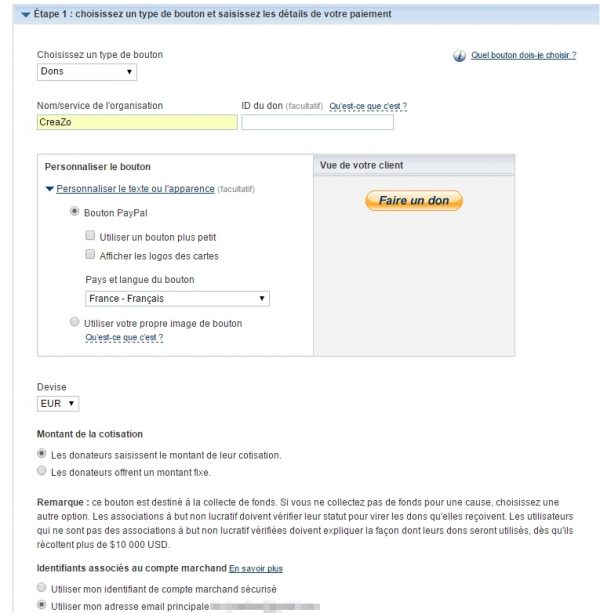 Étape 1 : choisissez un type de bouton et saisissez les détails de votre paiement
Choisissez un type de bouton
Quel bouton dois-je choisir ?
Dons
Nom/service de l'organisation
ID du don (facultatif) Qu'est-ce que c'est ?
CreaZo
Personnaliser le bouton
Vue de votre client
Personnaliser le texte ou l'apparence (facultatif)
Faire un don
Bouton PayPal
Utiliser un bouton plus petit
Afficher les logos des cartes
Pays et langue du bouton
France - Français
Utiliser votre propre image de bouton
Qu'est-ce que c'est ?
Devise
EUR
Montant de la cotisation
Les donateurs saisissent le montant de leur cotisation.
Les donateurs offrent un montant fixe.
Remarque : ce bouton est destiné à la collecte de fonds. Si vous ne collectez pas de fonds pour une cause, choisissez une
autre option. Les associations à but non lucratif doivent vérifier leur statut pour virer les dons qu'elles reçoivent. Les utilisateurs
qui ne sont pas des associations à but non lucratif vérifiées doivent expliquer la façon dont leurs dons seront utilisés, dès qu'ils
récoltent plus de $10 000 USD.
Identifiants associés au compte marchand En savoir plus
Utiliser mon identifiant de compte marchand sécurisé
Utiliser mon adresse email principale